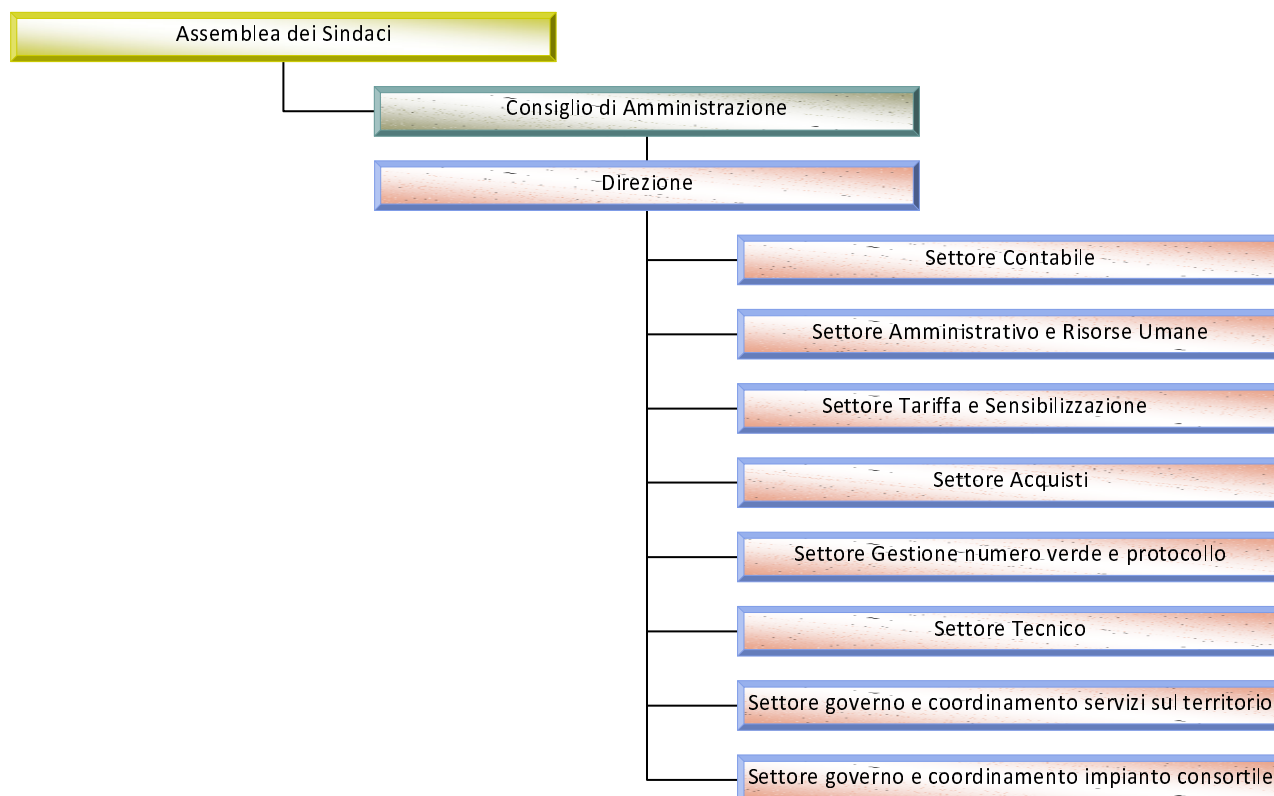 Assemblea dei Sindaci
Consiglio di Amministrazione
Direzione
Settore Contabile
Settore Amministrativo e Risorse Umane
Settore Tariffa e Sensibilizzazione
Settore Acquisti
Settore Gestione numero verde e protocollo
Settore Tecnico
Settore governo e coordinamento servizi sul territorio
Settore governo e coordinamento impianto consortile